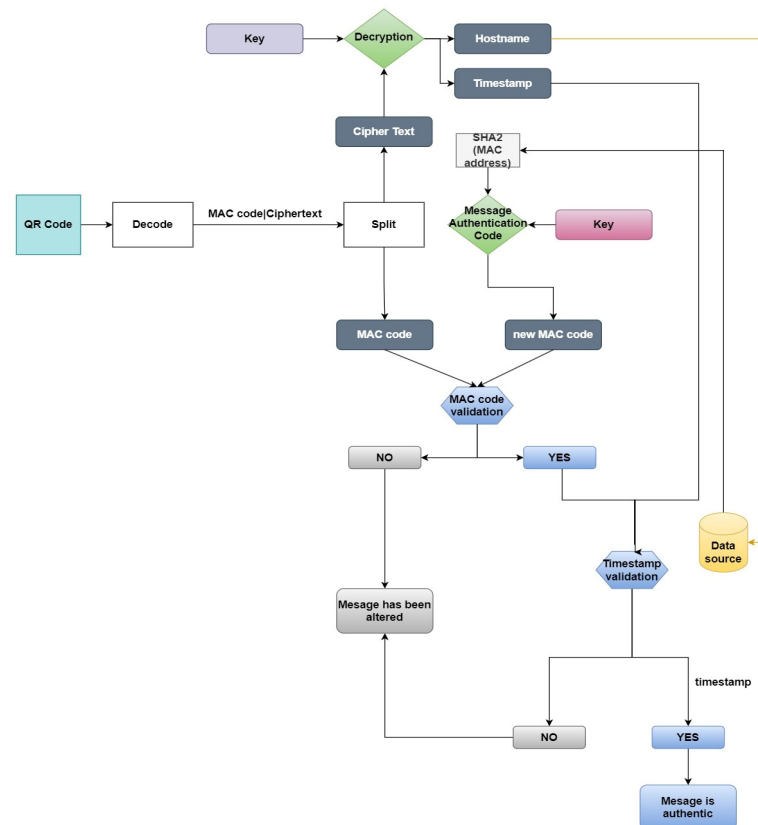 Key
Decryption
Hostname
Timestamp
Cipher Text
SHA2
(MAC
address)
QR Code
Decode
MAC code|Ciphertext
Split
Message
Authentication
Code
Key
MAC code
new MAC code
MAC code
validation
NO
YES
Data
source
Timestamp
validation
Mesage has been
altered
timestamp
NO
YES
Mesage is
authentic